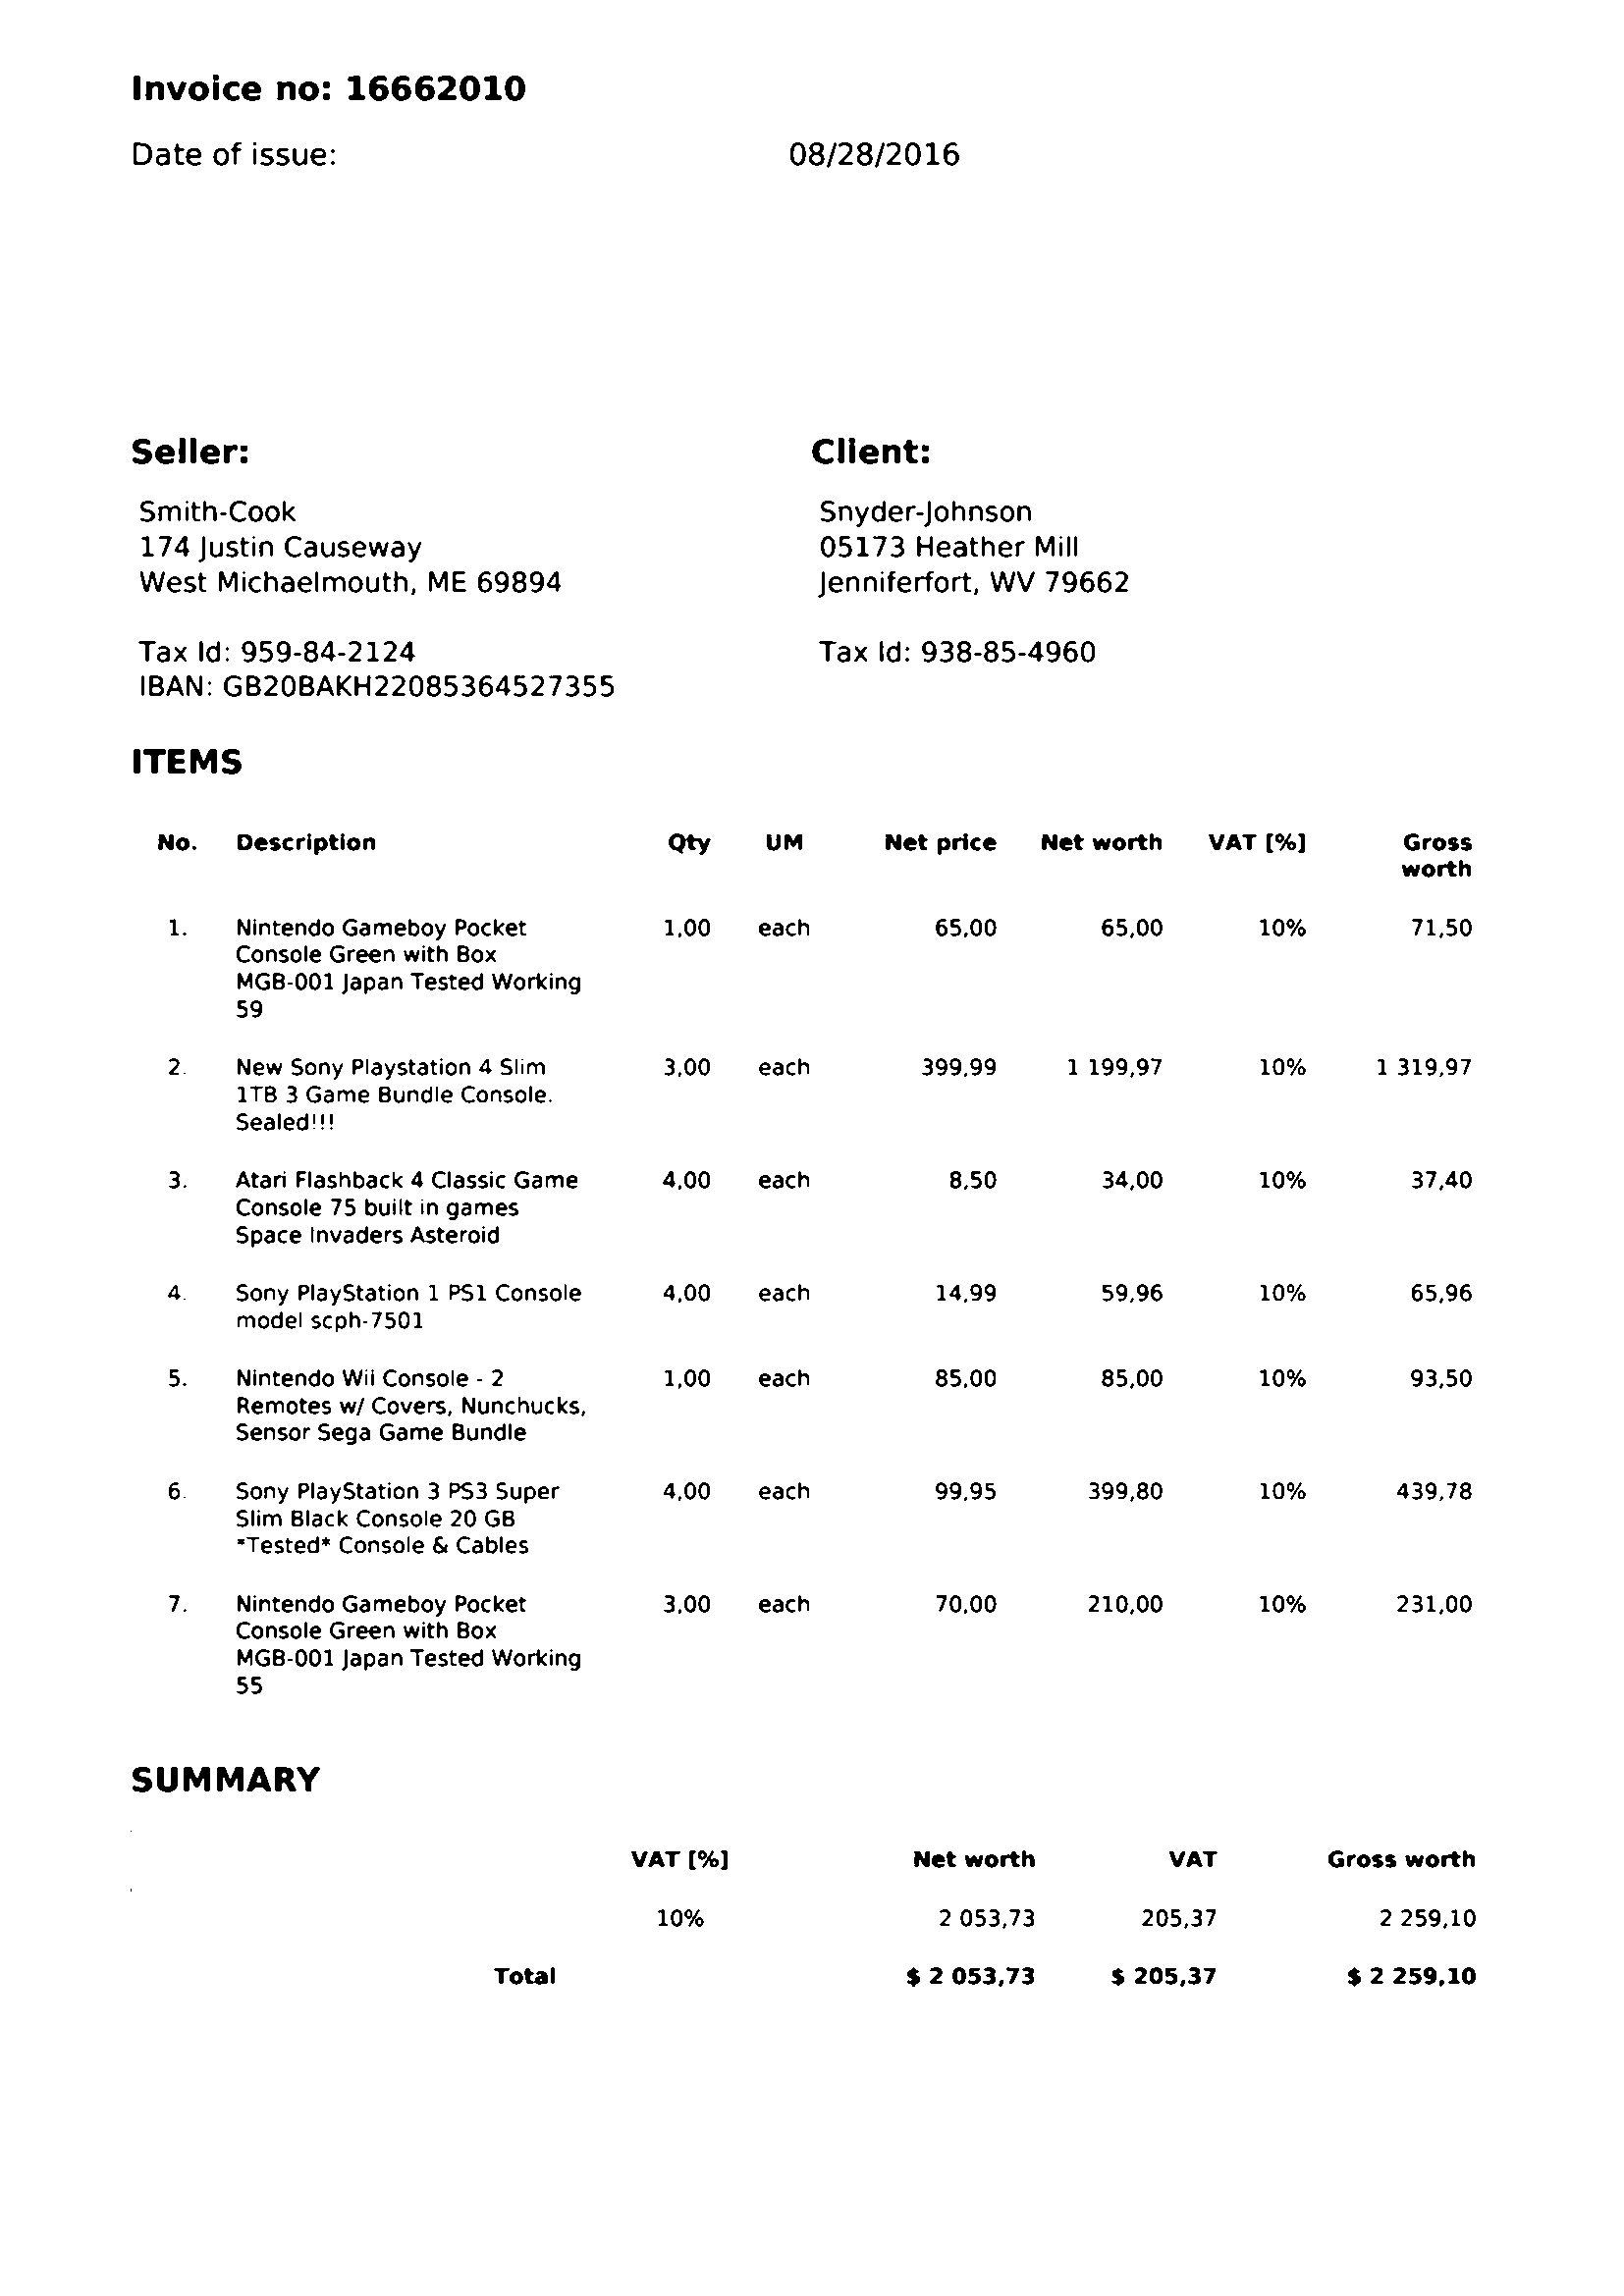 Invoice no: 16662010
Date of issue: 08/28/2016
Seller: Client:
Smith-Cook Snyder-Johnson
174 Justin Causeway 05173 Heather Mill
West Michaelmouth, ME 69894 Jenniferfort, WV 79662
Tax Id: 959-84-2124 Tax Id: 938-85-4960
IBAN: GB20BAKH22085364527355
ITEMS
No. Description Qty UM Net price Net worth VAT [%] Gross
worth
1. Nintendo Gameboy Pocket 1,00 each 65,00 65,00 10% 71,50
Console Green with Box
MGB-001 Japan Tested Working
59
2. New Sony Playstation 4 Slim 3,00 each 399,99 1 199,97 10% 1 319,97
1TB 3 Game Bundle Console.
Sealed!!!
3. Atari Flashback 4 Classic Game 4,00 each 8,50 34,00 10% 37,40
Console 75 built in games
Space Invaders Asteroid
4. Sony PlayStation 1 PS1 Console 4,00 each 14,99 59,96 10% 65,96
model scph-7501
5. Nintendo Wii Console - 2 1,00 each 85,00 85,00 10% 93,50
Remotes w/ Covers, Nunchucks,
Sensor Sega Game Bundle
6. Sony PlayStation 3 PS3 Super 4,00 each 99,95 399,80 10% 439,78
Slim Black Console 20 GB
*Tested* Console & Cables
7. Nintendo Gameboy Pocket 3,00 each 70,00 210,00 10% 231,00
Console Green with Box
MGB-001 Japan Tested Working
55
SUMMARY
VAT [%] Net worth VAT Gross worth
10% 2 053,73 205,37 2 259,10
Total $ 2 053,73 $ 205,37 $ 2 259,10